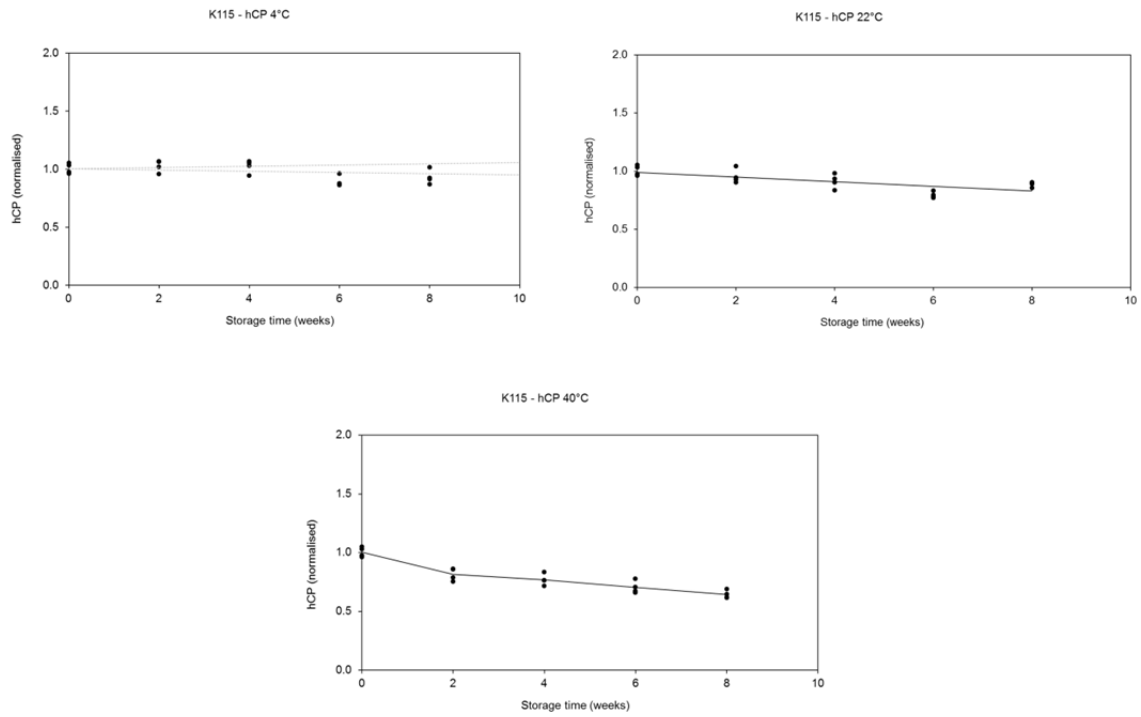 K115 - hCP 4°C
2.0
1.5
1.0
0.5
0.0
hCP (normalised)
0 2 4 6 8 10
Storage time (weeks)
K115 - hCP 22°C
2.0
1.5
1.0
0.5
0.0
hCP (normalised)
0 2 4 6 8 10
Storage time (weeks)
K115 - hCP 40°C
2.0
1.5
1.0
0.5
0.0
hCP (normalised)
0 2 4 6 8 10
Storage time (weeks)